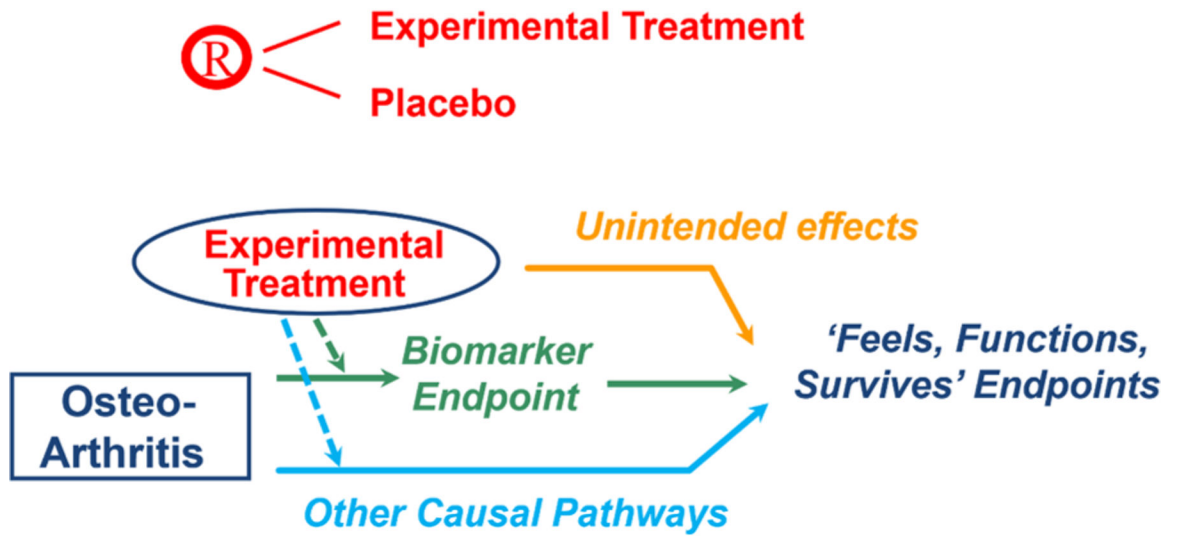 Experimental Treatment
R
Placebo
Unintended effects
Experimental
Treatment
Biomarker
Endpoint
‘Feels, Functions,
Survives’ Endpoints
Osteo-
Arthritis
Other Causal Pathways